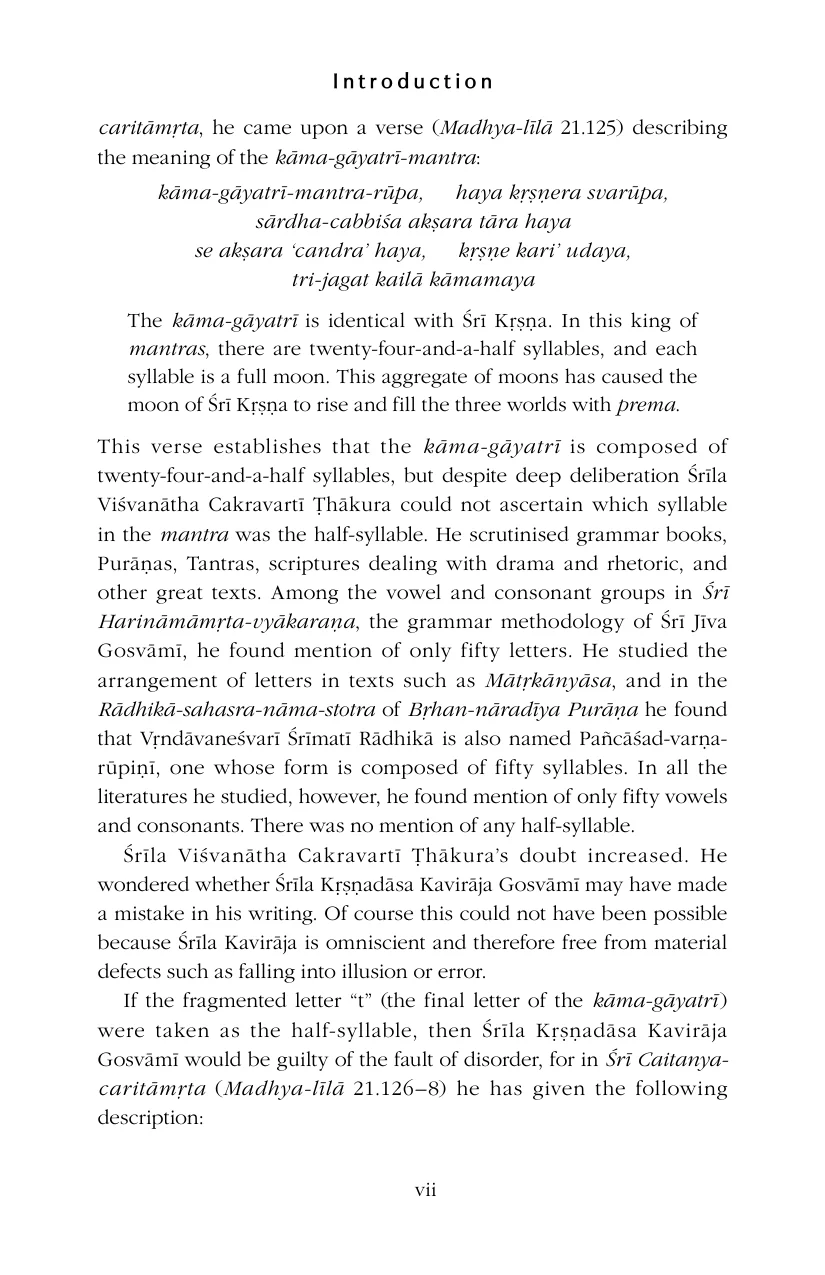 Introduction
caritāmṛta, he came upon a verse (Madhya-līlā 21.125) describing
the meaning of the kāma-gāyatrī-mantra:
kāma-gāyatrī-mantra-rūpa, haya kṛṣṇera svarūpa,
sārdha-cabbiśa akṣara tāra haya
se akṣara ‘candra’ haya, kṛṣṇe kari’ udaya,
tri-jagat kailā kāmamaya
The kāma-gāyatrī is identical with Śrī Kṛṣṇa. In this king of
mantras, there are twenty-four-and-a-half syllables, and each
syllable is a full moon. This aggregate of moons has caused the
moon of Śrī Kṛṣṇa to rise and fill the three worlds with prema.
This verse establishes that the kāma-gāyatrī is composed of
twenty-four-and-a-half syllables, but despite deep deliberation Śrīla
Viśvanātha Cakravartī Ṭhākura could not ascertain which syllable
in the mantra was the half-syllable. He scrutinised grammar books,
Purāṇas, Tantras, scriptures dealing with drama and rhetoric, and
other great texts. Among the vowel and consonant groups in Śrī
Harināmāmṛta-vyākaraṇa, the grammar methodology of Śrī Jīva
Gosvāmī, he found mention of only fifty letters. He studied the
arrangement of letters in texts such as Mātṛkānyāsa, and in the
Rādhikā-sahasra-nāma-stotra of Bṛhan-nāradīya Purāṇa he found
that Vṛndāvaneśvarī Śrīmatī Rādhikā is also named Pañcāśad-varṇa-
rūpiṇī, one whose form is composed of fifty syllables. In all the
literatures he studied, however, he found mention of only fifty vowels
and consonants. There was no mention of any half-syllable.
Śrīla Viśvanātha Cakravartī Ṭhākura’s doubt increased. He
wondered whether Śrīla Kṛṣṇadāsa Kavirāja Gosvāmī may have made
a mistake in his writing. Of course this could not have been possible
because Śrīla Kavirāja is omniscient and therefore free from material
defects such as falling into illusion or error.
If the fragmented letter “t” (the final letter of the kāma-gāyatrī)
were taken as the half-syllable, then Śrīla Kṛṣṇadāsa Kavirāja
Gosvāmī would be guilty of the fault of disorder, for in Śrī Caitanya-
caritāmṛta (Madhya-līlā 21.126–8) he has given the following
description:
vii